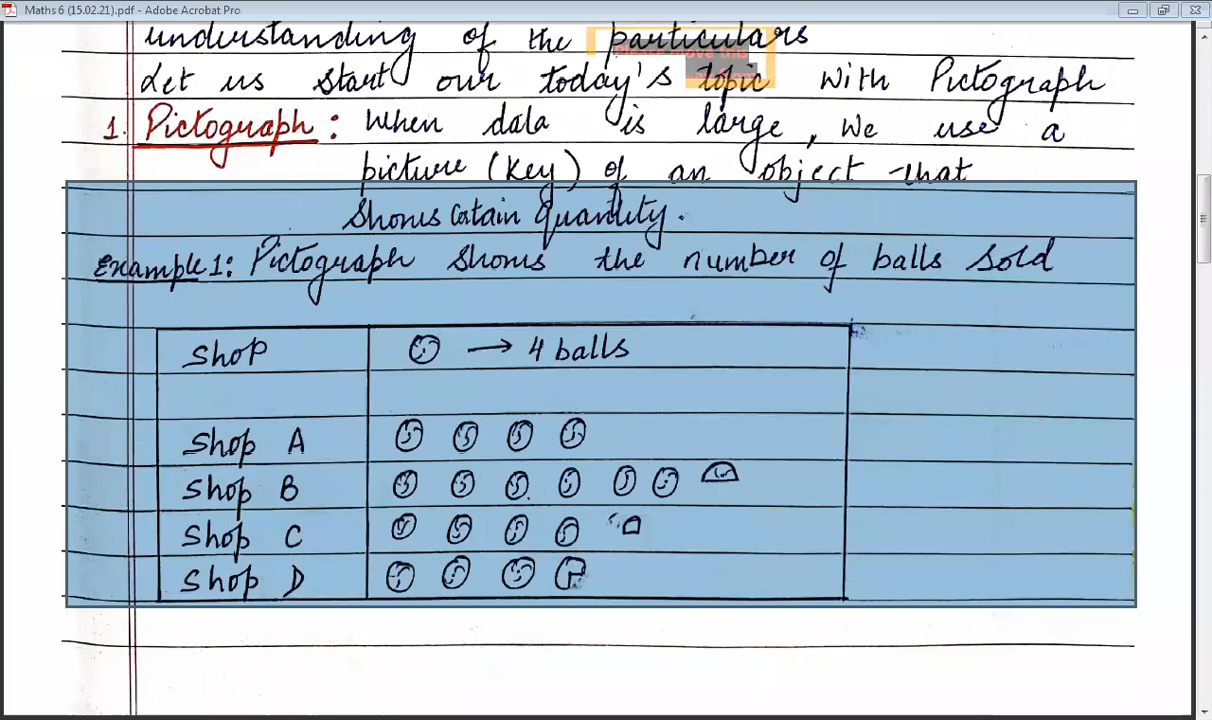 Maths 6 (15.02.21).pdf - Adobe Acrobat Pro
understanding of the particulars
Let us start our today's topic with Pictograph
1. Pictograph : When data is large, we use a
picture (Key) of an object that
shows certain quantity.
Example 1: Pictograph shows the number of balls sold
Shop → 4 balls
Shop A
Shop B
Shop C
Shop D